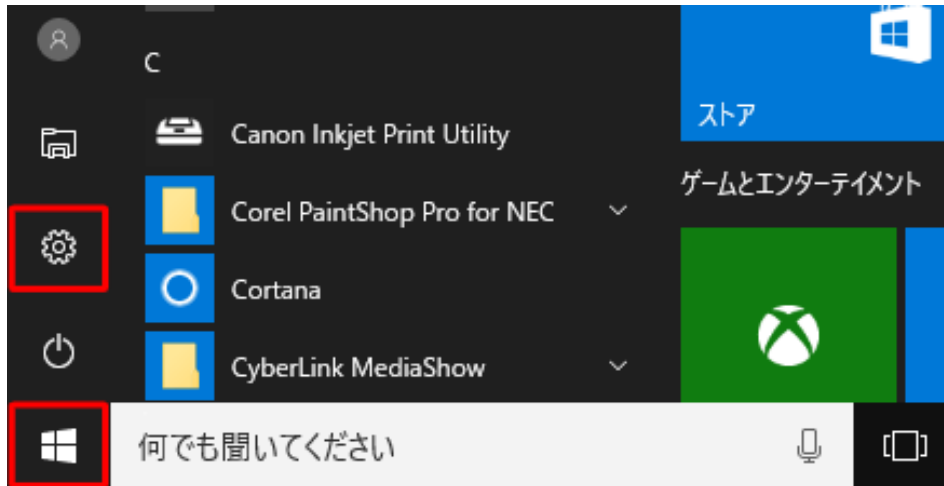 C
Canon Inkjet Print Utility
Corel PaintShop Pro for NEC
Cortana
CyberLink MediaShow
ストア
ゲームとエンターテイメント
何でも聞いてください